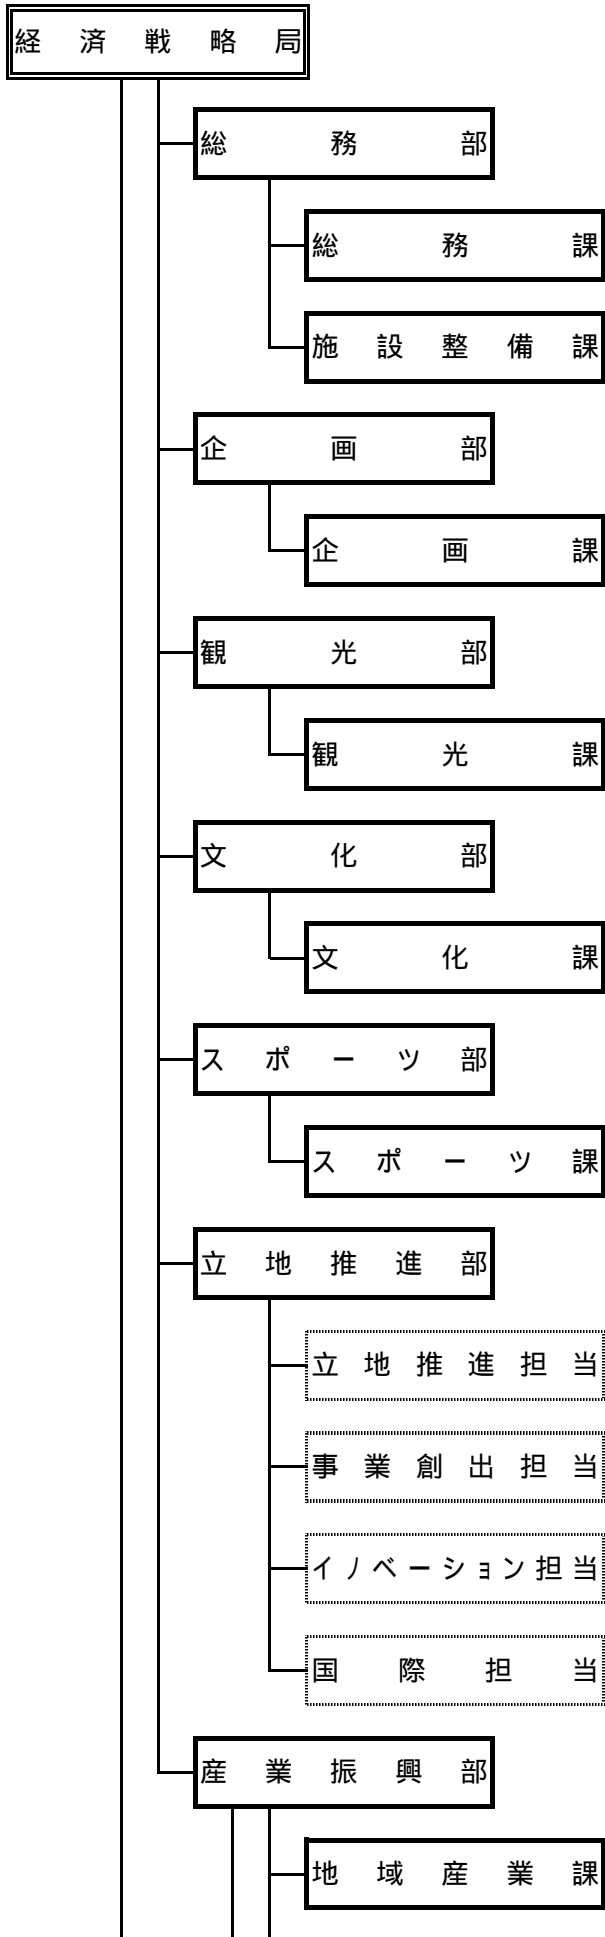 経済戦略局
総務部
総務課
施設整備課
企画部
企画課
観光部
観光課
文化部
文化課
スポーツ部
スポーツ課
立地推進部
立地推進担当
事業創出担当
イノベーション担当
国際担当
産業振興部
地域産業課